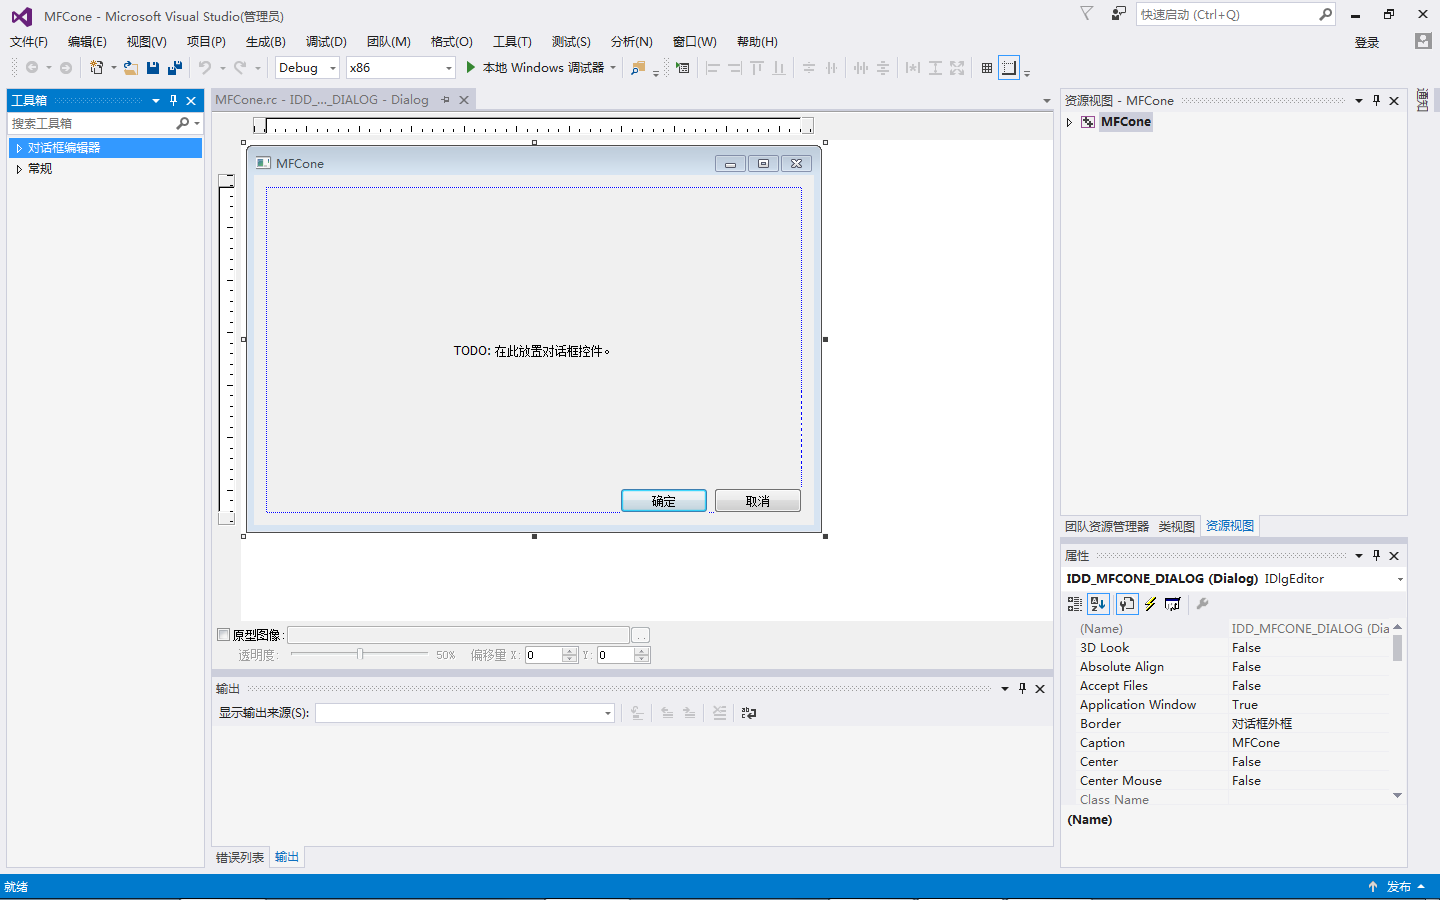 MFCone - Microsoft Visual Studio(管理员)
快速启动 (Ctrl+Q)
文件(F) 编辑(E) 视图(V) 项目(P) 生成(B) 调试(D) 团队(M) 格式(O) 工具(T) 测试(S) 分析(N) 窗口(W) 帮助(H)
登录
Debug x86 本地 Windows 调试器
工具箱
搜索工具箱
对话框编辑器
常规
MFCone.rc - IDD_..._DIALOG - Dialog
MFCone
TODO: 在此放置对话框控件。
确定 取消
原型图像:
...
透明度: 50% 偏移量 X: 0 Y: 0
输出
显示输出来源(S):
错误列表 输出
资源视图 - MFCone
MFCone
团队资源管理器 类视图 资源视图
属性
IDD_MFCONE_DIALOG (Dialog) IDlgEditor
(Name) IDD_MFCONE_DIALOG (Dia
3D Look False
Absolute Align False
Accept Files False
Application Window True
Border 对话框外框
Caption MFCone
Center False
Center Mouse False
Class Name
(Name)
通知
就绪
发布